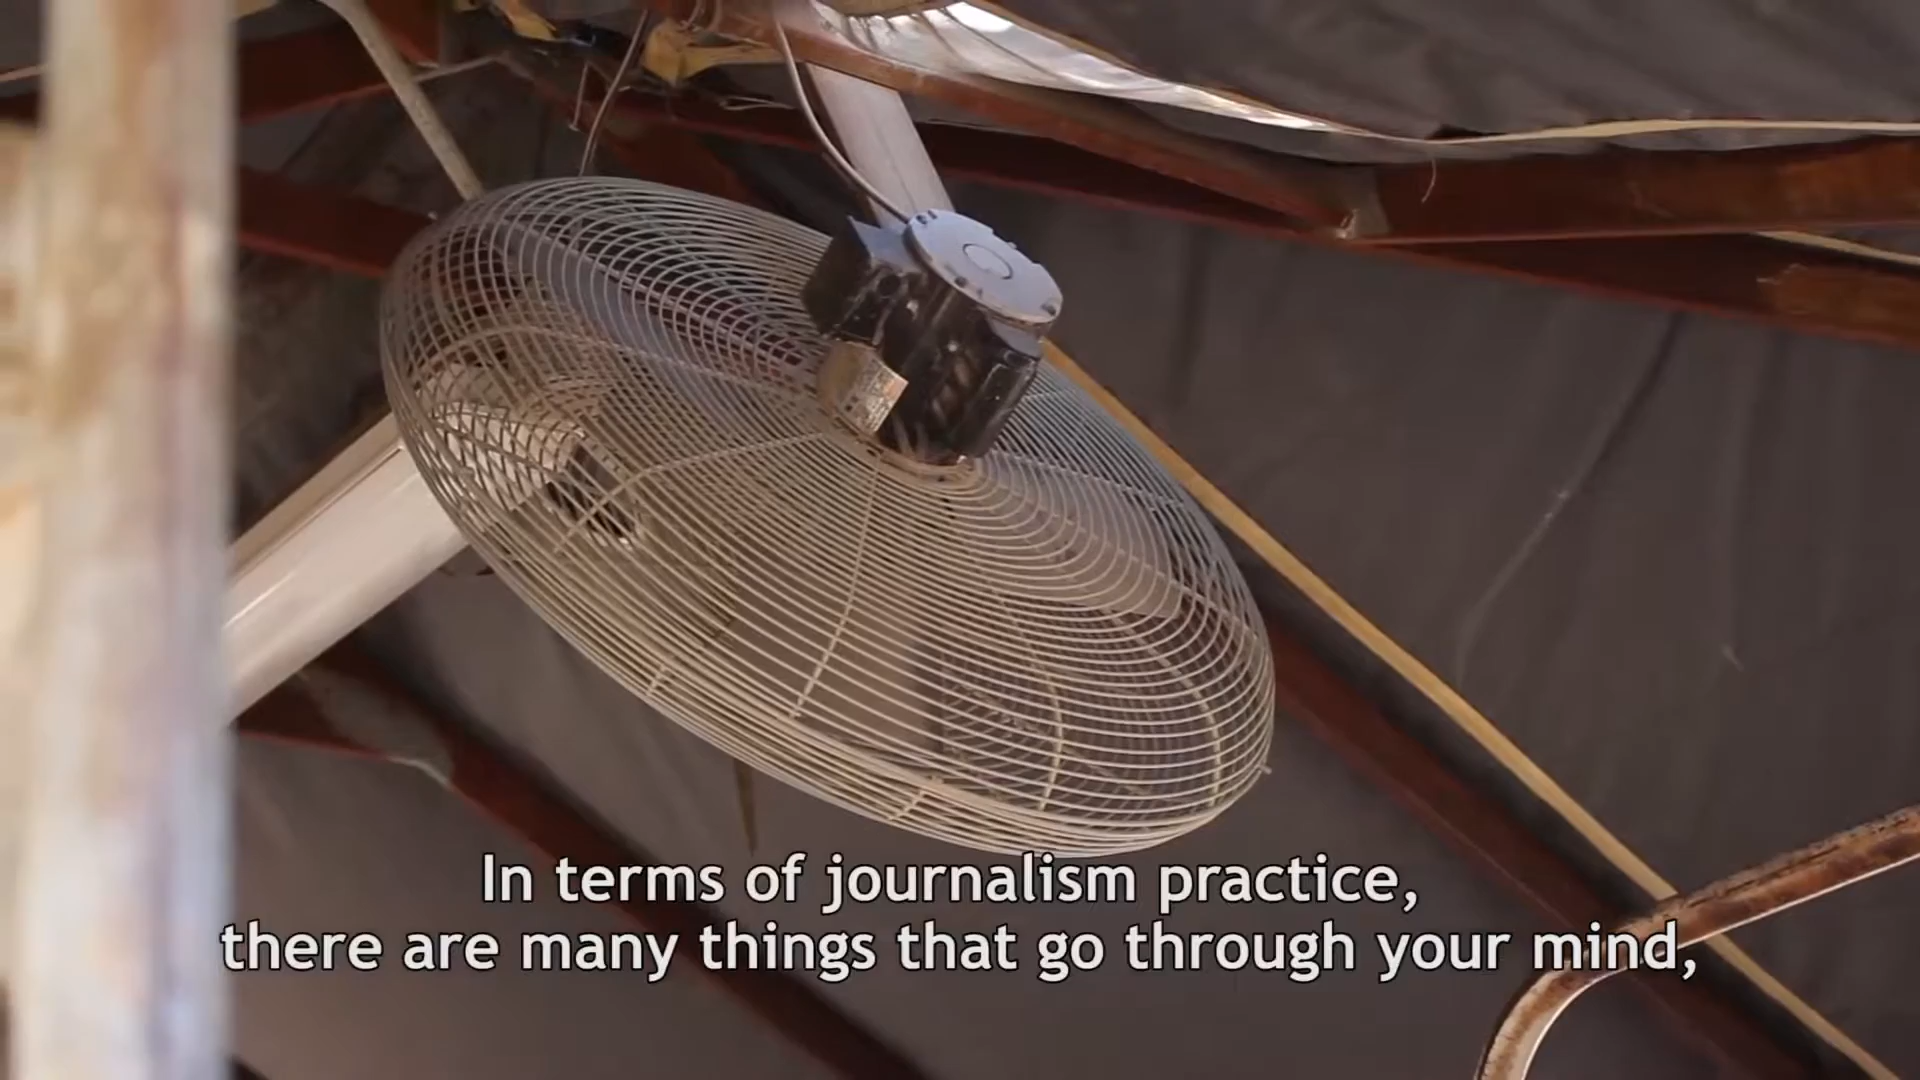 In terms of journalism practice,
there are many things that go through your mind,